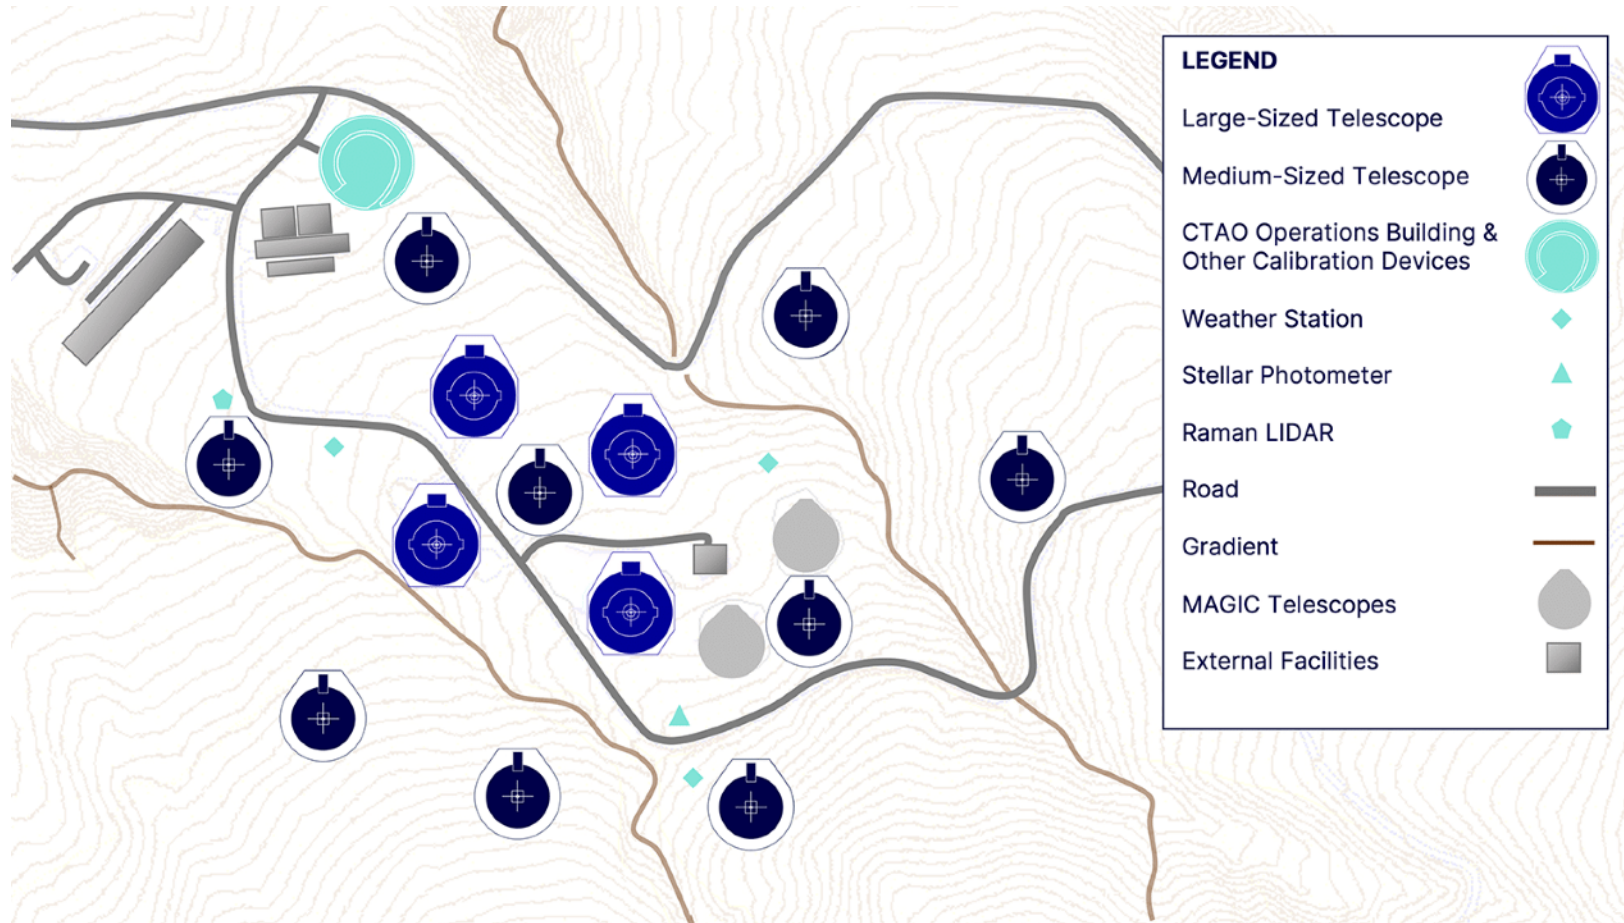 LEGEND
Large-Sized Telescope
Medium-Sized Telescope
CTAO Operations Building &
Other Calibration Devices
Weather Station
Stellar Photometer
Raman LIDAR
Road
Gradient
MAGIC Telescopes
External Facilities